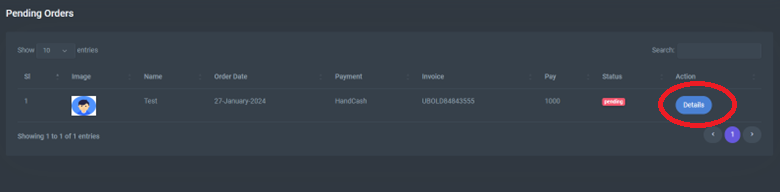 Pending Orders
Show 10 entries
Search:
Sl Image Name Order Date Payment Invoice Pay Status Action
1 Test 27-January-2024 HandCash UBOLD84843555 1000 pending Details
Showing 1 to 1 of 1 entries
‹ 1 ›